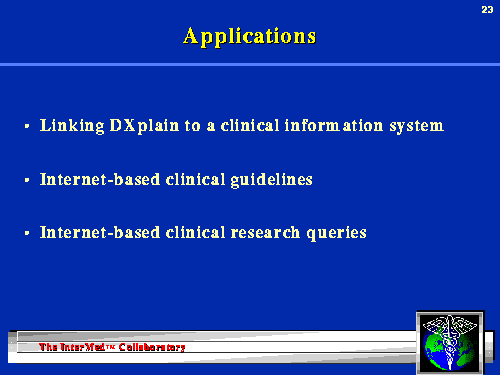 23
Applications
• Linking DXplain to a clinical information system
• Internet-based clinical guidelines
• Internet-based clinical research queries
The InterMed™ Collaboratory